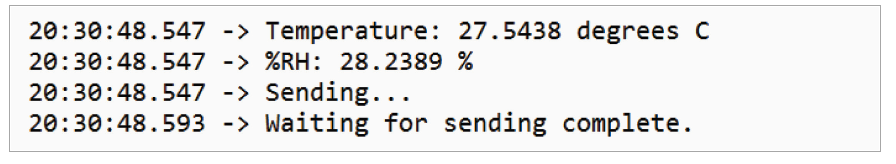 20:30:48.547 -> Temperature: 27.5438 degrees C
20:30:48.547 -> %RH: 28.2389 %
20:30:48.547 -> Sending...
20:30:48.593 -> Waiting for sending complete.